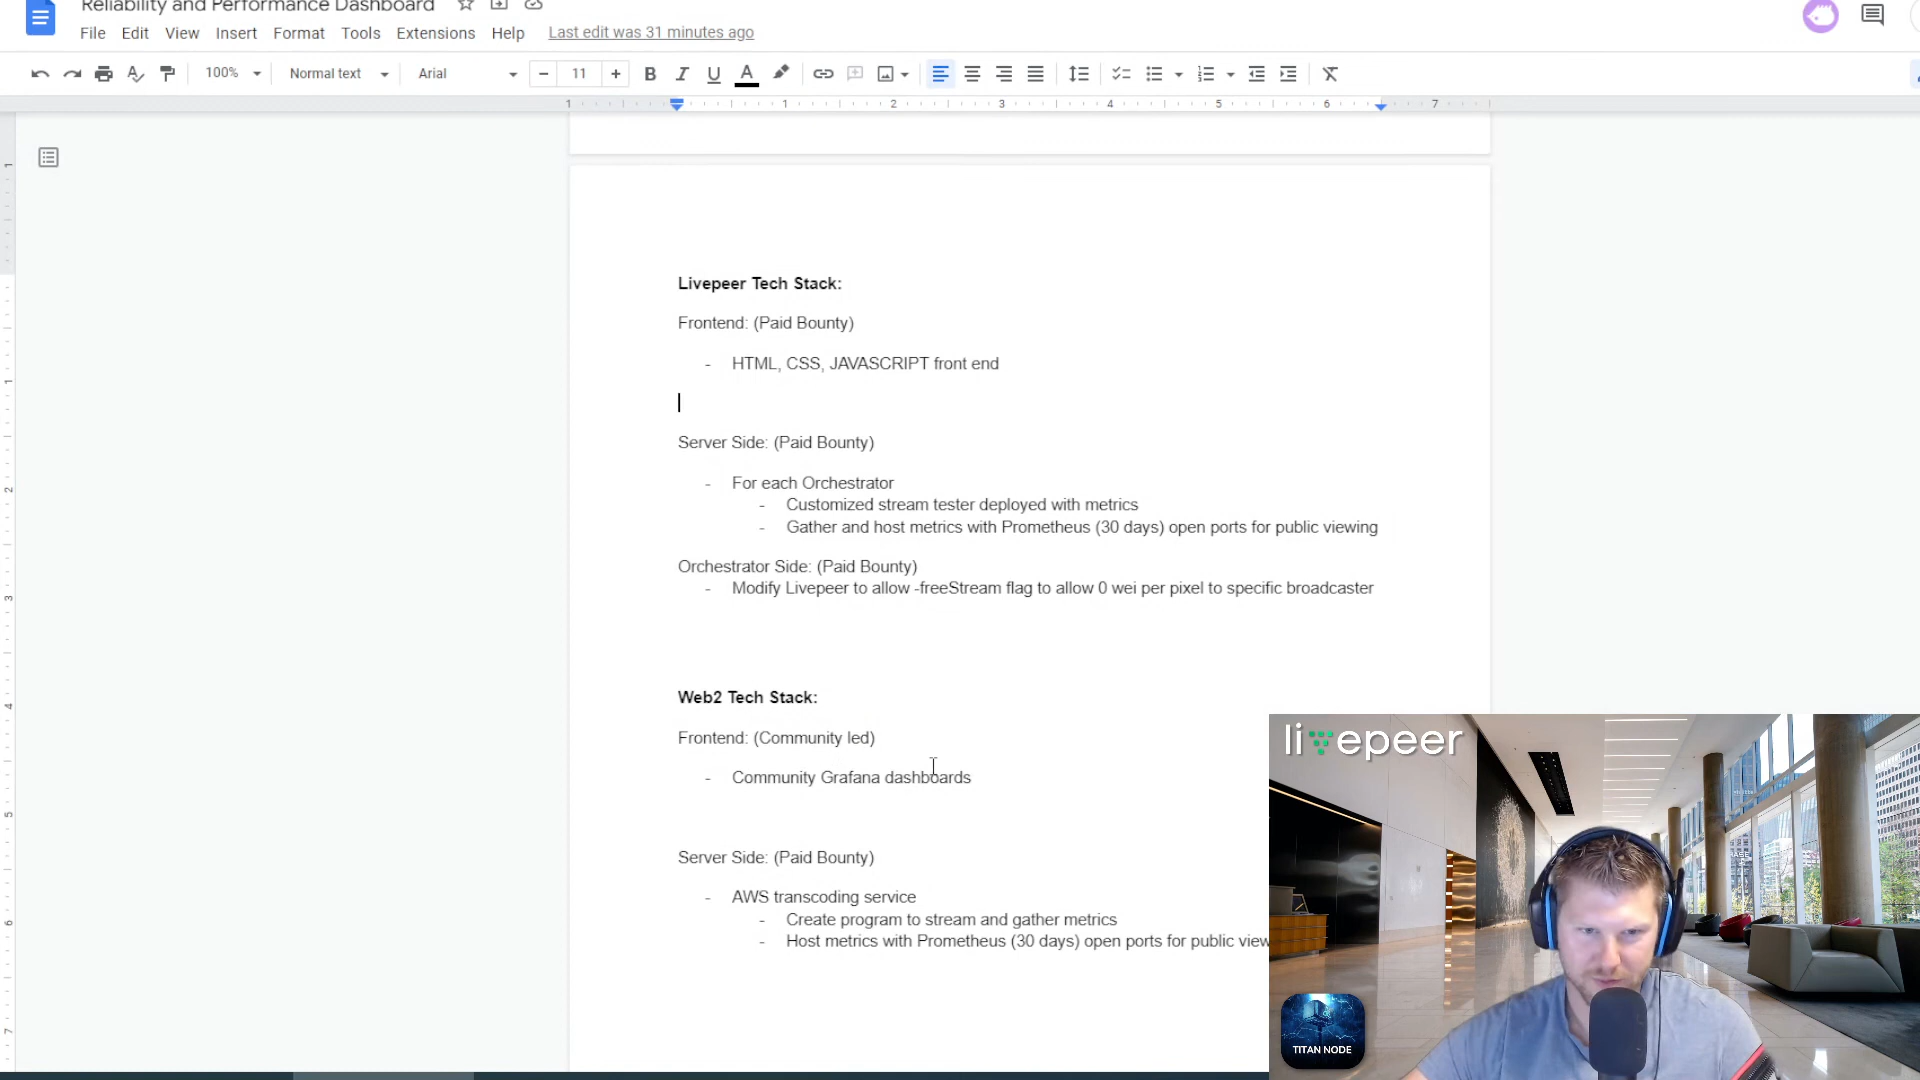 Reliability and Performance Dashboard
File Edit View Insert Format Tools Extensions Help Last edit was 31 minutes ago
100% Normal text Arial 11
1 1 2 3 4 5 6 7
Livepeer Tech Stack:
Frontend: (Paid Bounty)
- HTML, CSS, JAVASCRIPT front end
Server Side: (Paid Bounty)
- For each Orchestrator
- Customized stream tester deployed with metrics
- Gather and host metrics with Prometheus (30 days) open ports for public viewing
Orchestrator Side: (Paid Bounty)
- Modify Livepeer to allow -freeStream flag to allow 0 wei per pixel to specific broadcaster
Web2 Tech Stack:
Frontend: (Community led)
- Community Grafana dashboards
Server Side: (Paid Bounty)
- AWS transcoding service
- Create program to stream and gather metrics
- Host metrics with Prometheus (30 days) open ports for public view
livepeer
TITAN NODE